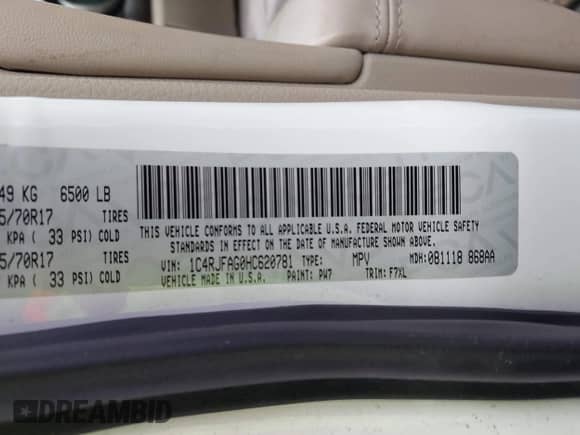 49 KG 6500 LB
5/70R17 TIRES
KPA ( 33 PSI) COLD
5/70R17 TIRES
KPA ( 33 PSI) COLD
THIS VEHICLE CONFORMS TO ALL APPLICABLE U.S.A. FEDERAL MOTOR VEHICLE SAFETY
STANDARDS IN EFFECT ON THE DATE OF MANUFACTURE SHOWN ABOVE.
VIN: 1C4RJFAG0HC620781 TYPE: MPV MDH: 081118 868AA
VEHICLE MADE IN U.S.A. PAINT: PW7 TRIM: F7XL
DREAMBID